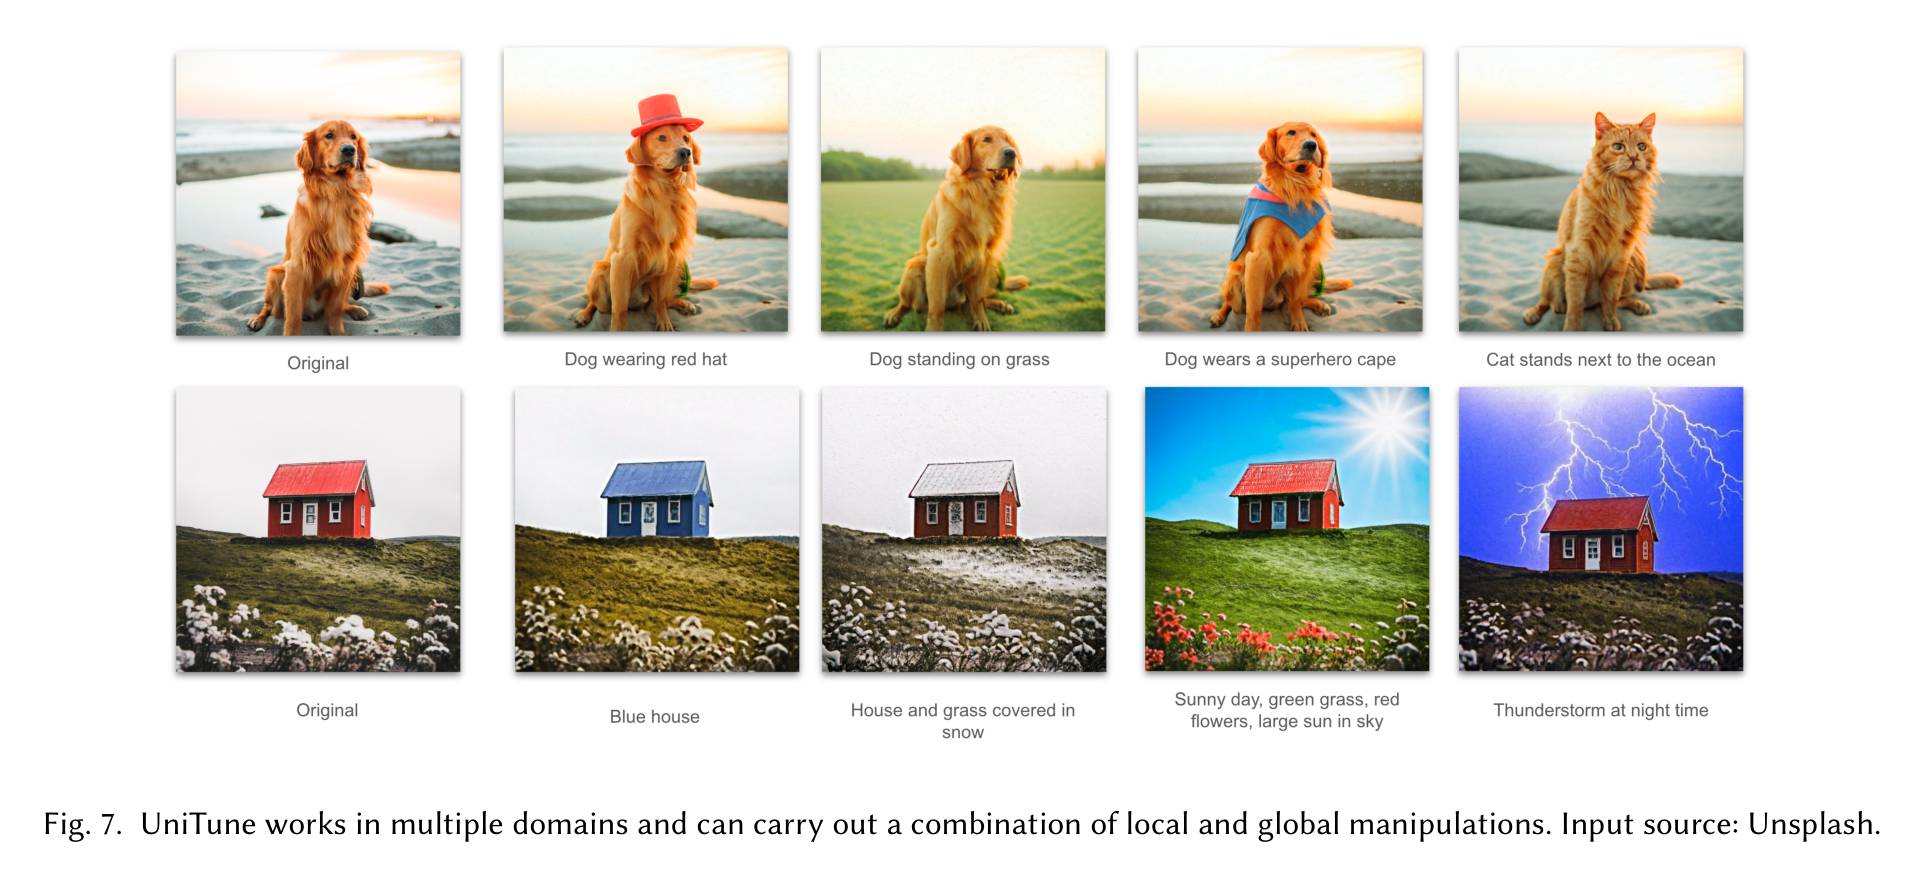 Original
Dog wearing red hat
Dog standing on grass
Dog wears a superhero cape
Cat stands next to the ocean
Original
Blue house
House and grass covered in
snow
Sunny day, green grass, red
flowers, large sun in sky
Thunderstorm at night time
Fig. 7. UniTune works in multiple domains and can carry out a combination of local and global manipulations. Input source: Unsplash.